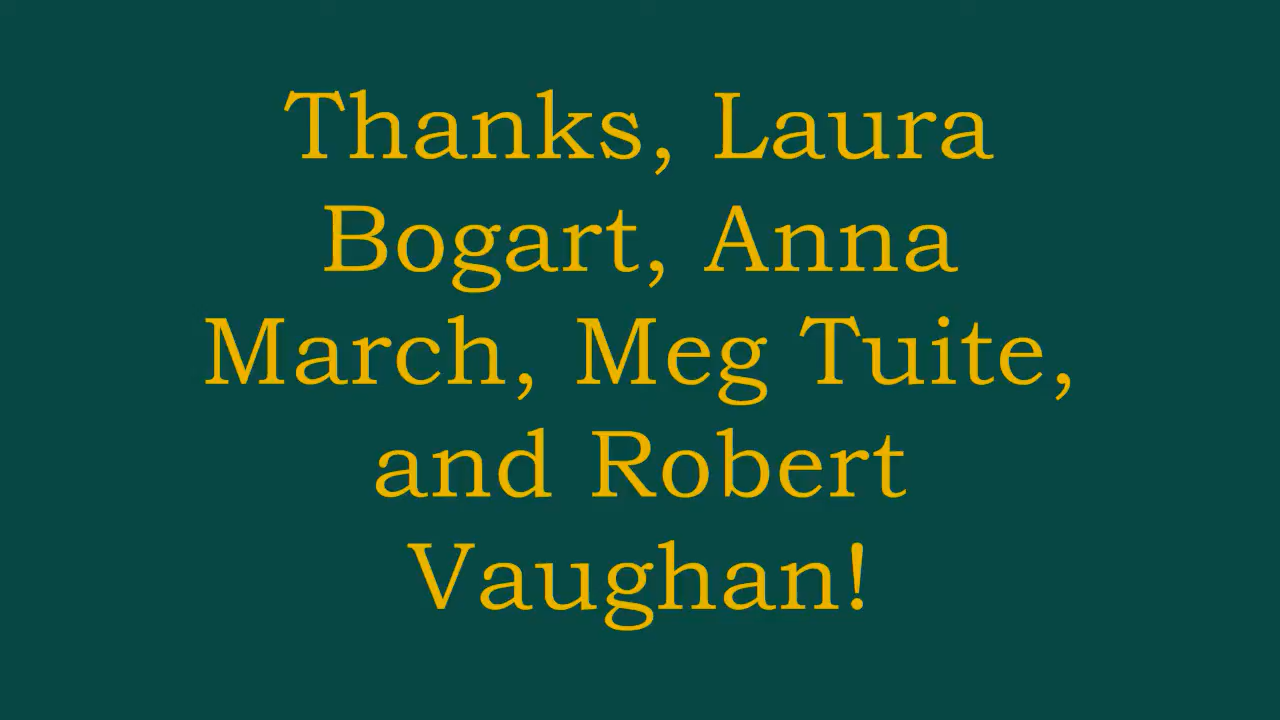 Thanks, Laura
Bogart, Anna
March, Meg Tuite,
and Robert
Vaughan!